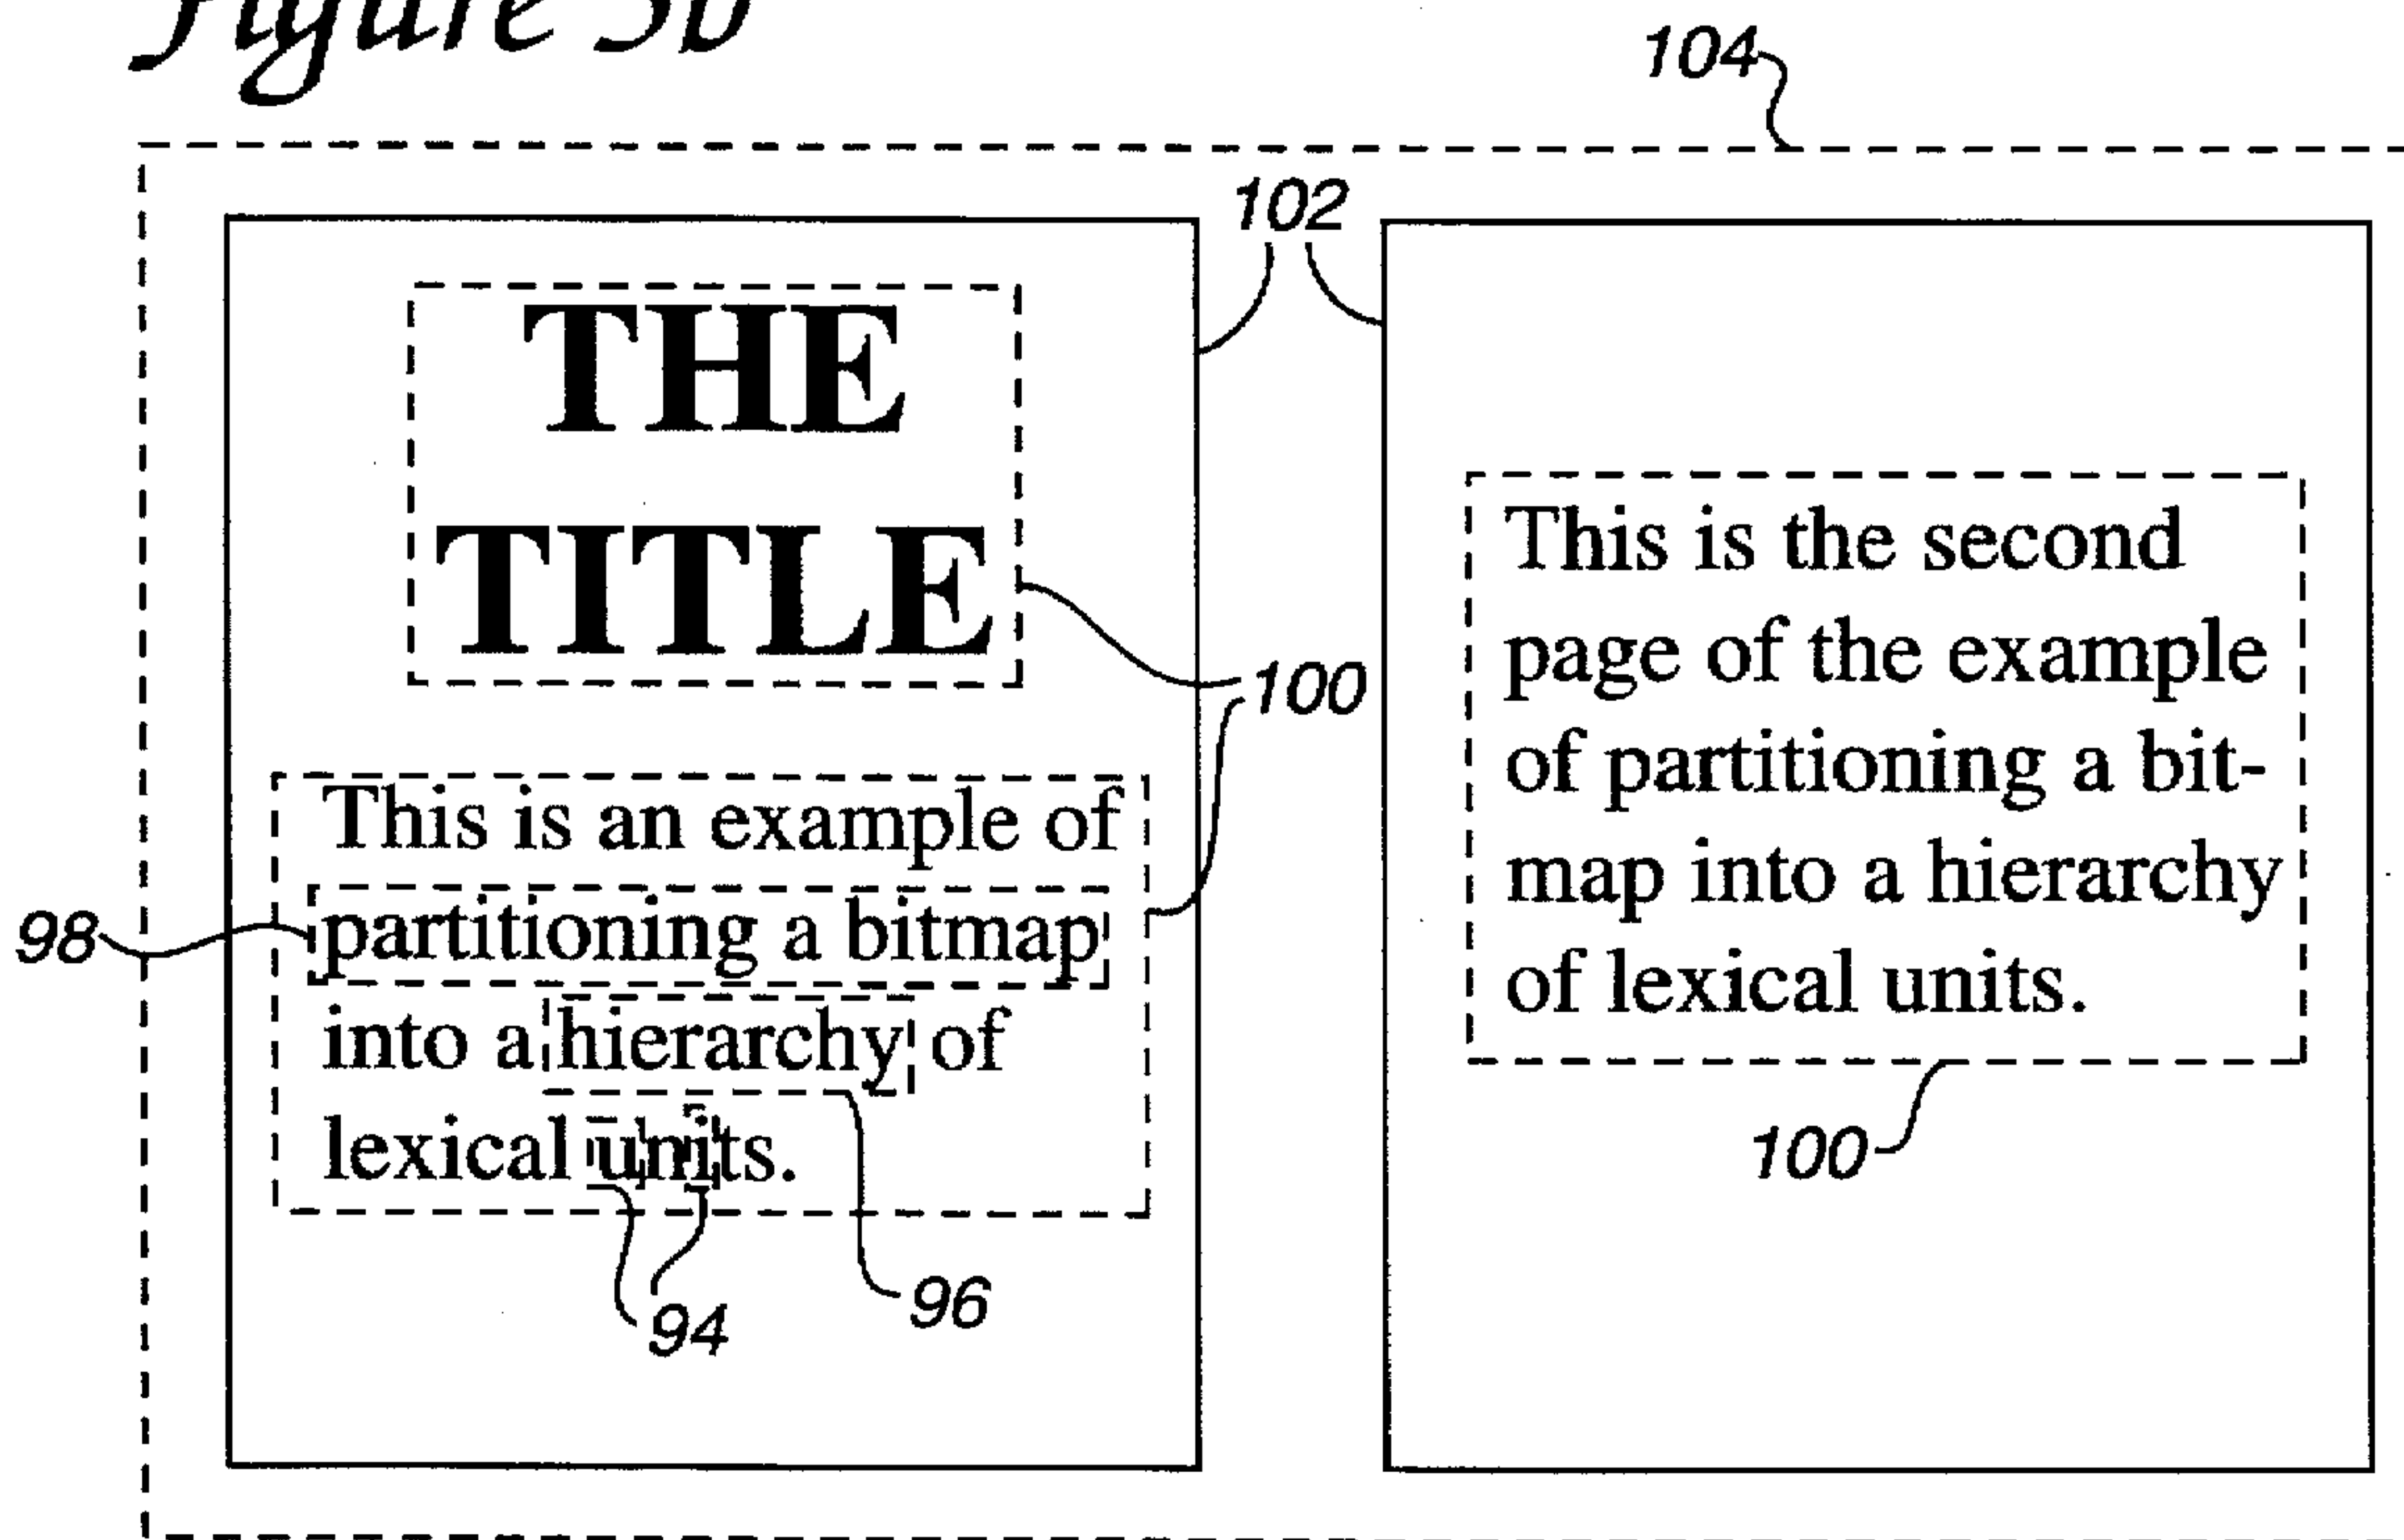 Figure 5b
104
102
THE
TITLE
100
This is an example of
partitioning a bitmap
98
into a hierarchy of
lexical units.
94
96
This is the second
page of the example
of partitioning a bit-
map into a hierarchy
of lexical units.
100